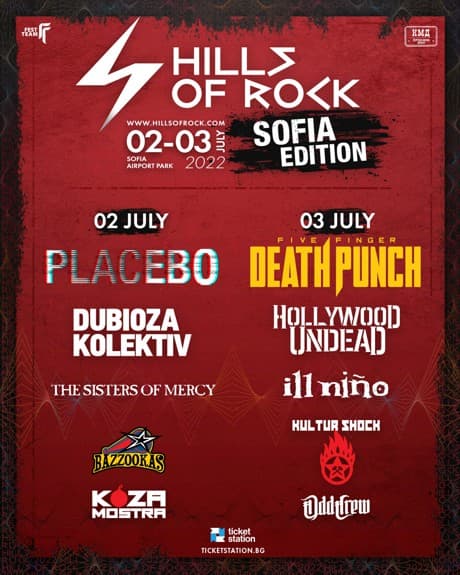 FEST
TEAM
НМД
HILLS
OF ROCK
WWW.HILLSOFROCK.COM
02-03 JULY
SOFIA
AIRPORT PARK
2022
SOFIA
EDITION
02 JULY
PLACEBO
DUBIOZA
KOLEKTIV
THE SISTERS OF MERCY
BAZZOOKAS
KOZA
MOSTRA
03 JULY
FIVE FINGER
DEATH PUNCH
HOLLYWOOD
UNDEAD
ill niño
KULTUR SHOCK
OddCrew
ticket
station
TICKETSTATION.BG